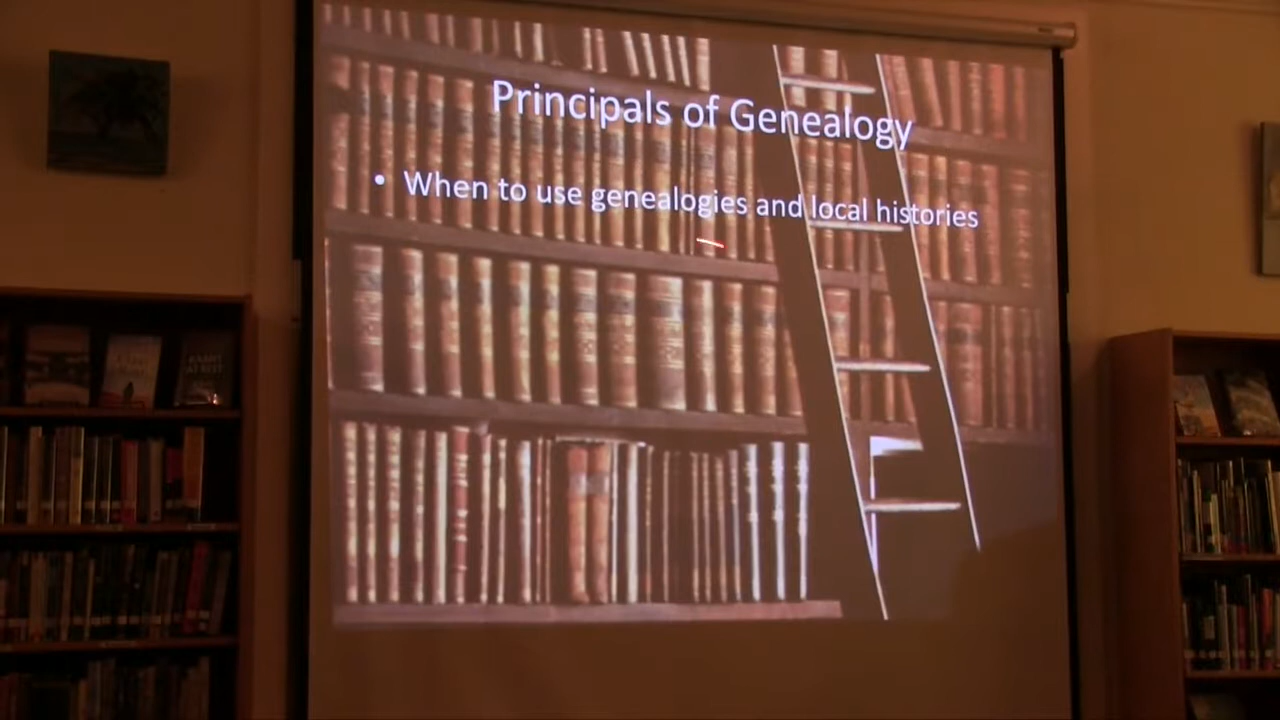 Principals of Genealogy
• When to use genealogies and local histories